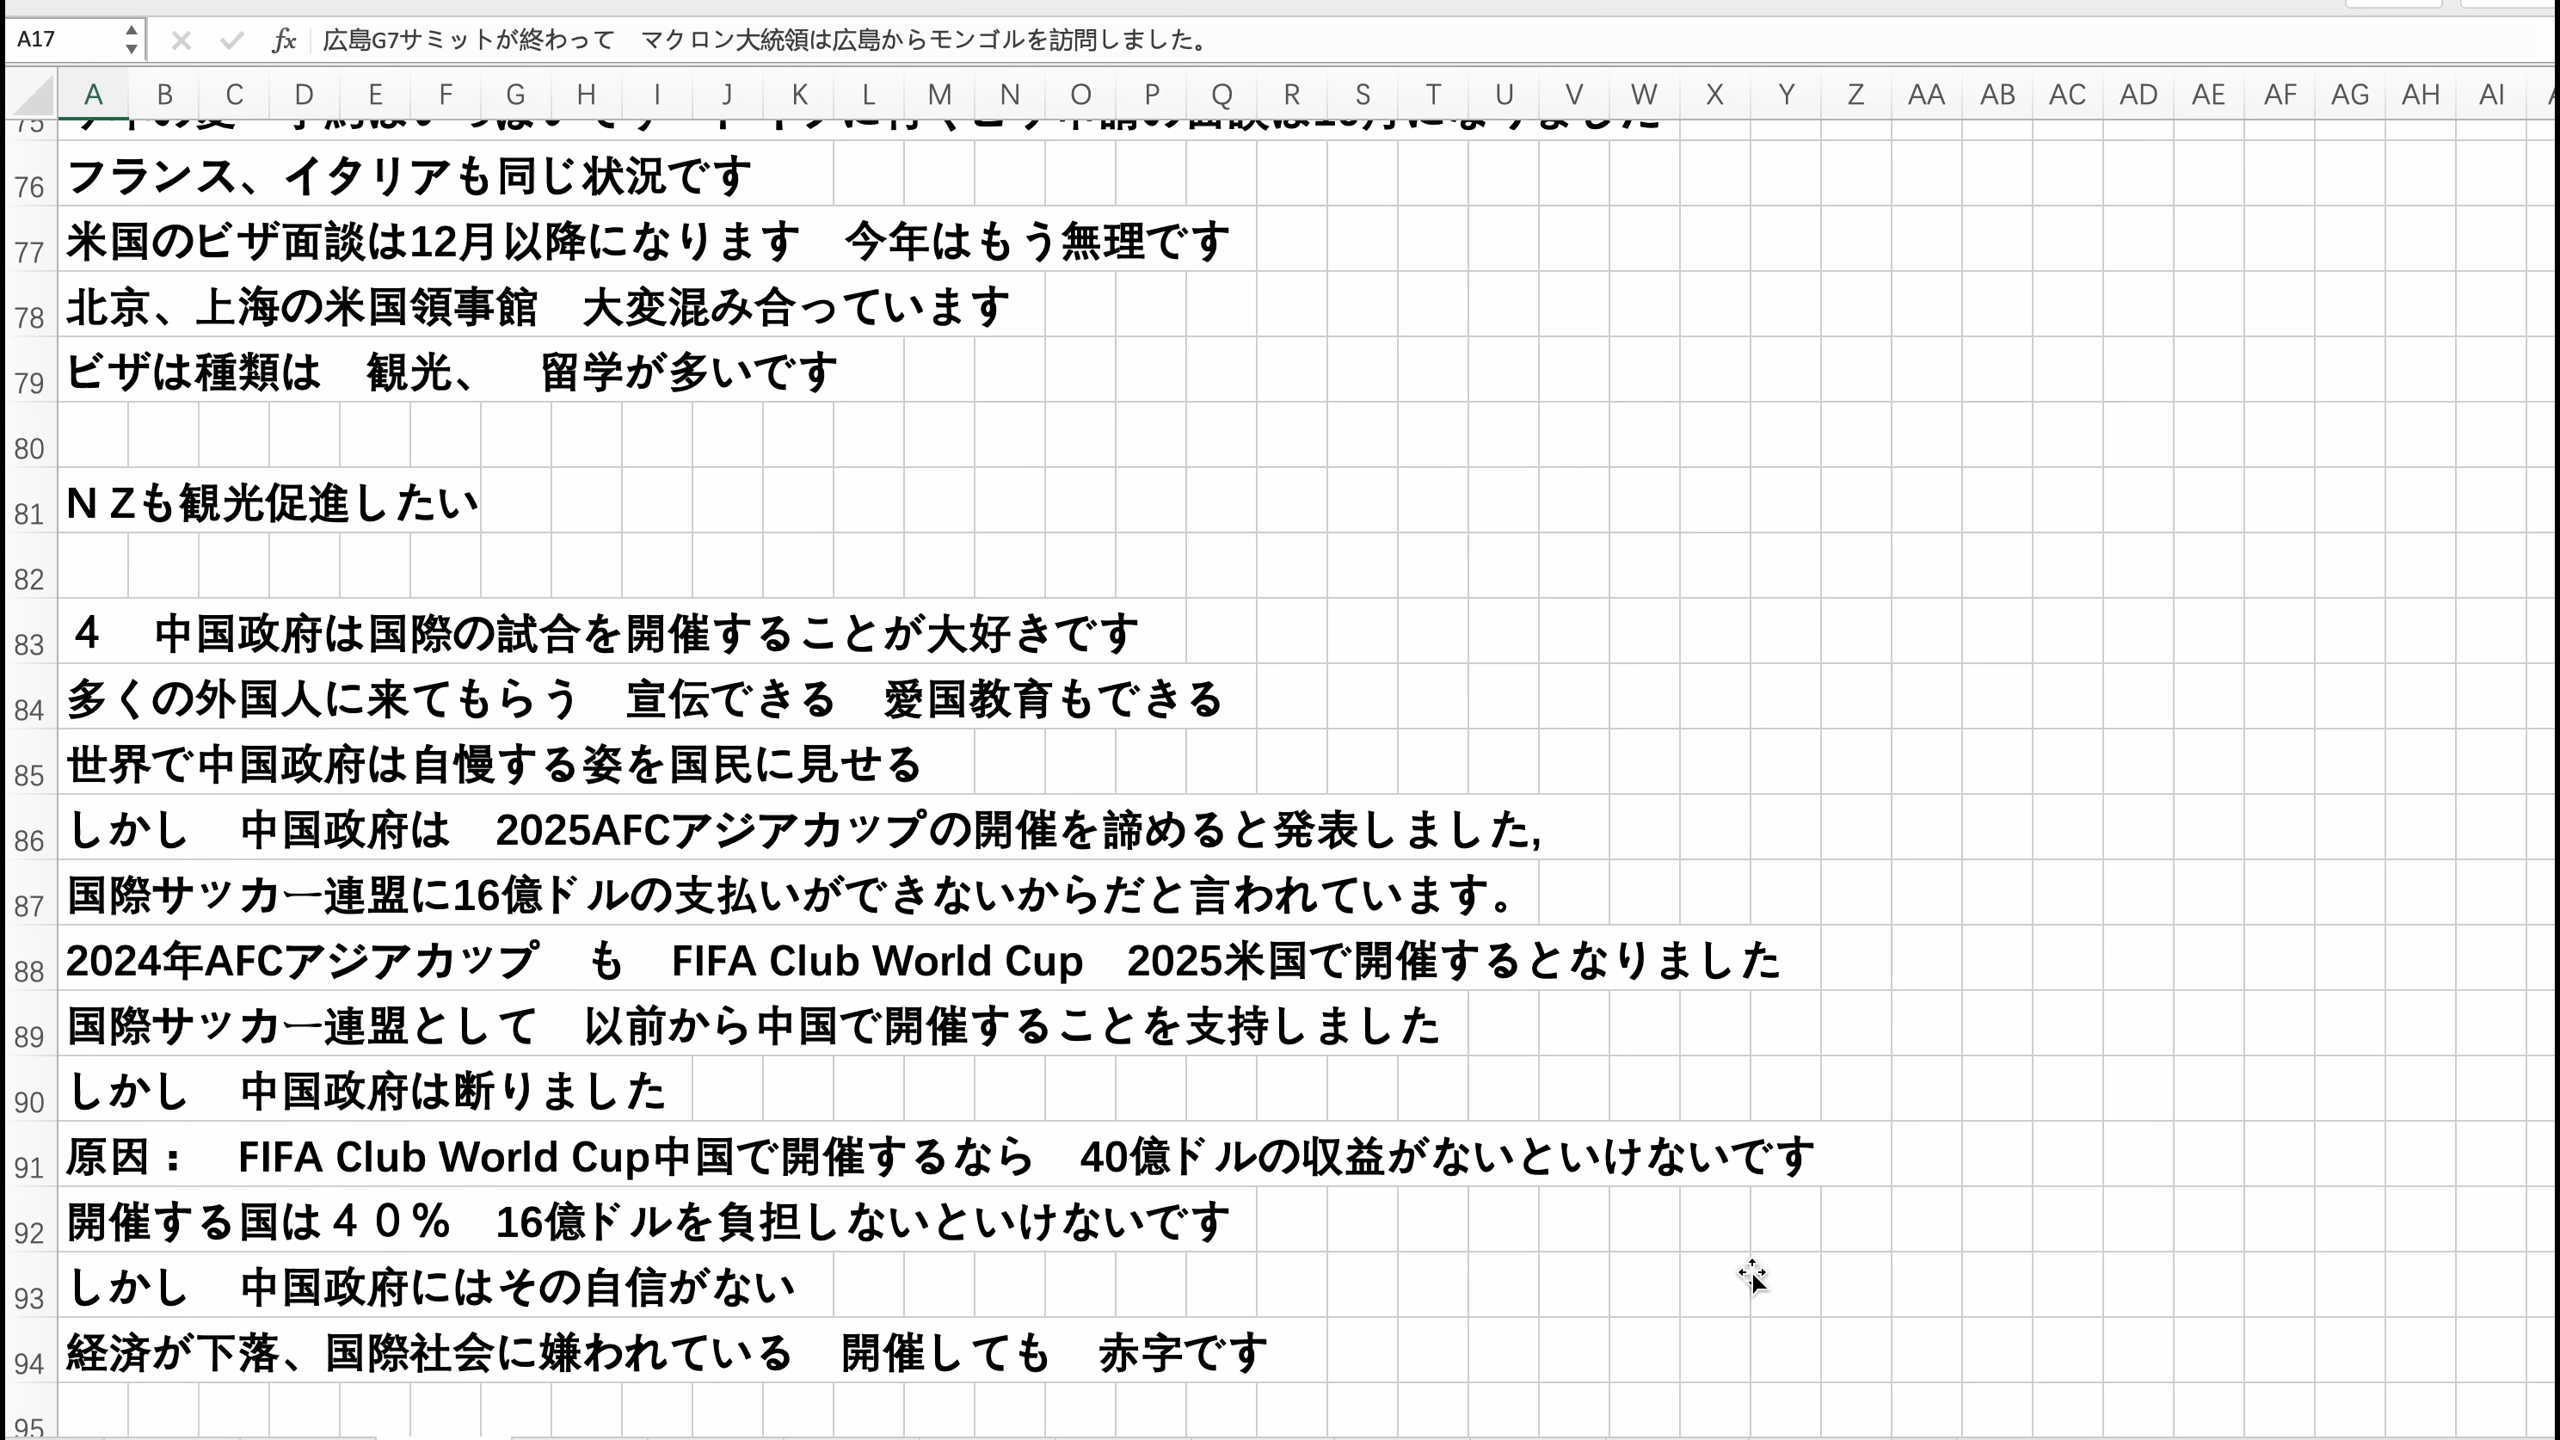 A17
fx 広島G7サミットが終わって　マクロン大統領は広島からモンゴルを訪問しました。
A B C D E F G H I J K L M N O P Q R S T U V W X Y Z AA AB AC AD AE AF AG AH AI
75
76 フランス、イタリアも同じ状況です
77 米国のビザ面談は12月以降になります　今年はもう無理です
78 北京、上海の米国領事館　大変混み合っています
79 ビザは種類は　観光、　留学が多いです
80
81 N Zも観光促進したい
82
83 ４　中国政府は国際の試合を開催することが大好きです
84 多くの外国人に来てもらう　宣伝できる　愛国教育もできる
85 世界で中国政府は自慢する姿を国民に見せる
86 しかし　中国政府は　2025AFCアジアカップの開催を諦めると発表しました,
87 国際サッカー連盟に16億ドルの支払いができないからだと言われています。
88 2024年AFCアジアカップ　も　FIFA Club World Cup　2025米国で開催するとなりました
89 国際サッカー連盟として　以前から中国で開催することを支持しました
90 しかし　中国政府は断りました
91 原因：　FIFA Club World Cup中国で開催するなら　40億ドルの収益がないといけないです
92 開催する国は４０％　16億ドルを負担しないといけないです
93 しかし　中国政府にはその自信がない
94 経済が下落、国際社会に嫌われている　開催しても　赤字です
95